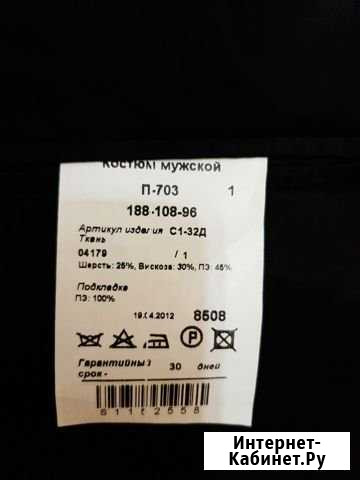 костюм мужской
П-703 1
188-108-96
Артикул изделия С1-32Д
Ткань
04179 / 1
Шерсть: 25%, Вискоза: 30%, ПЭ: 45%
Подкладка
ПЭ: 100%
19.04.2012 8508
P
Гарантийный 30 дней
срок -
61162558
Интернет-
Кабинет.Ру